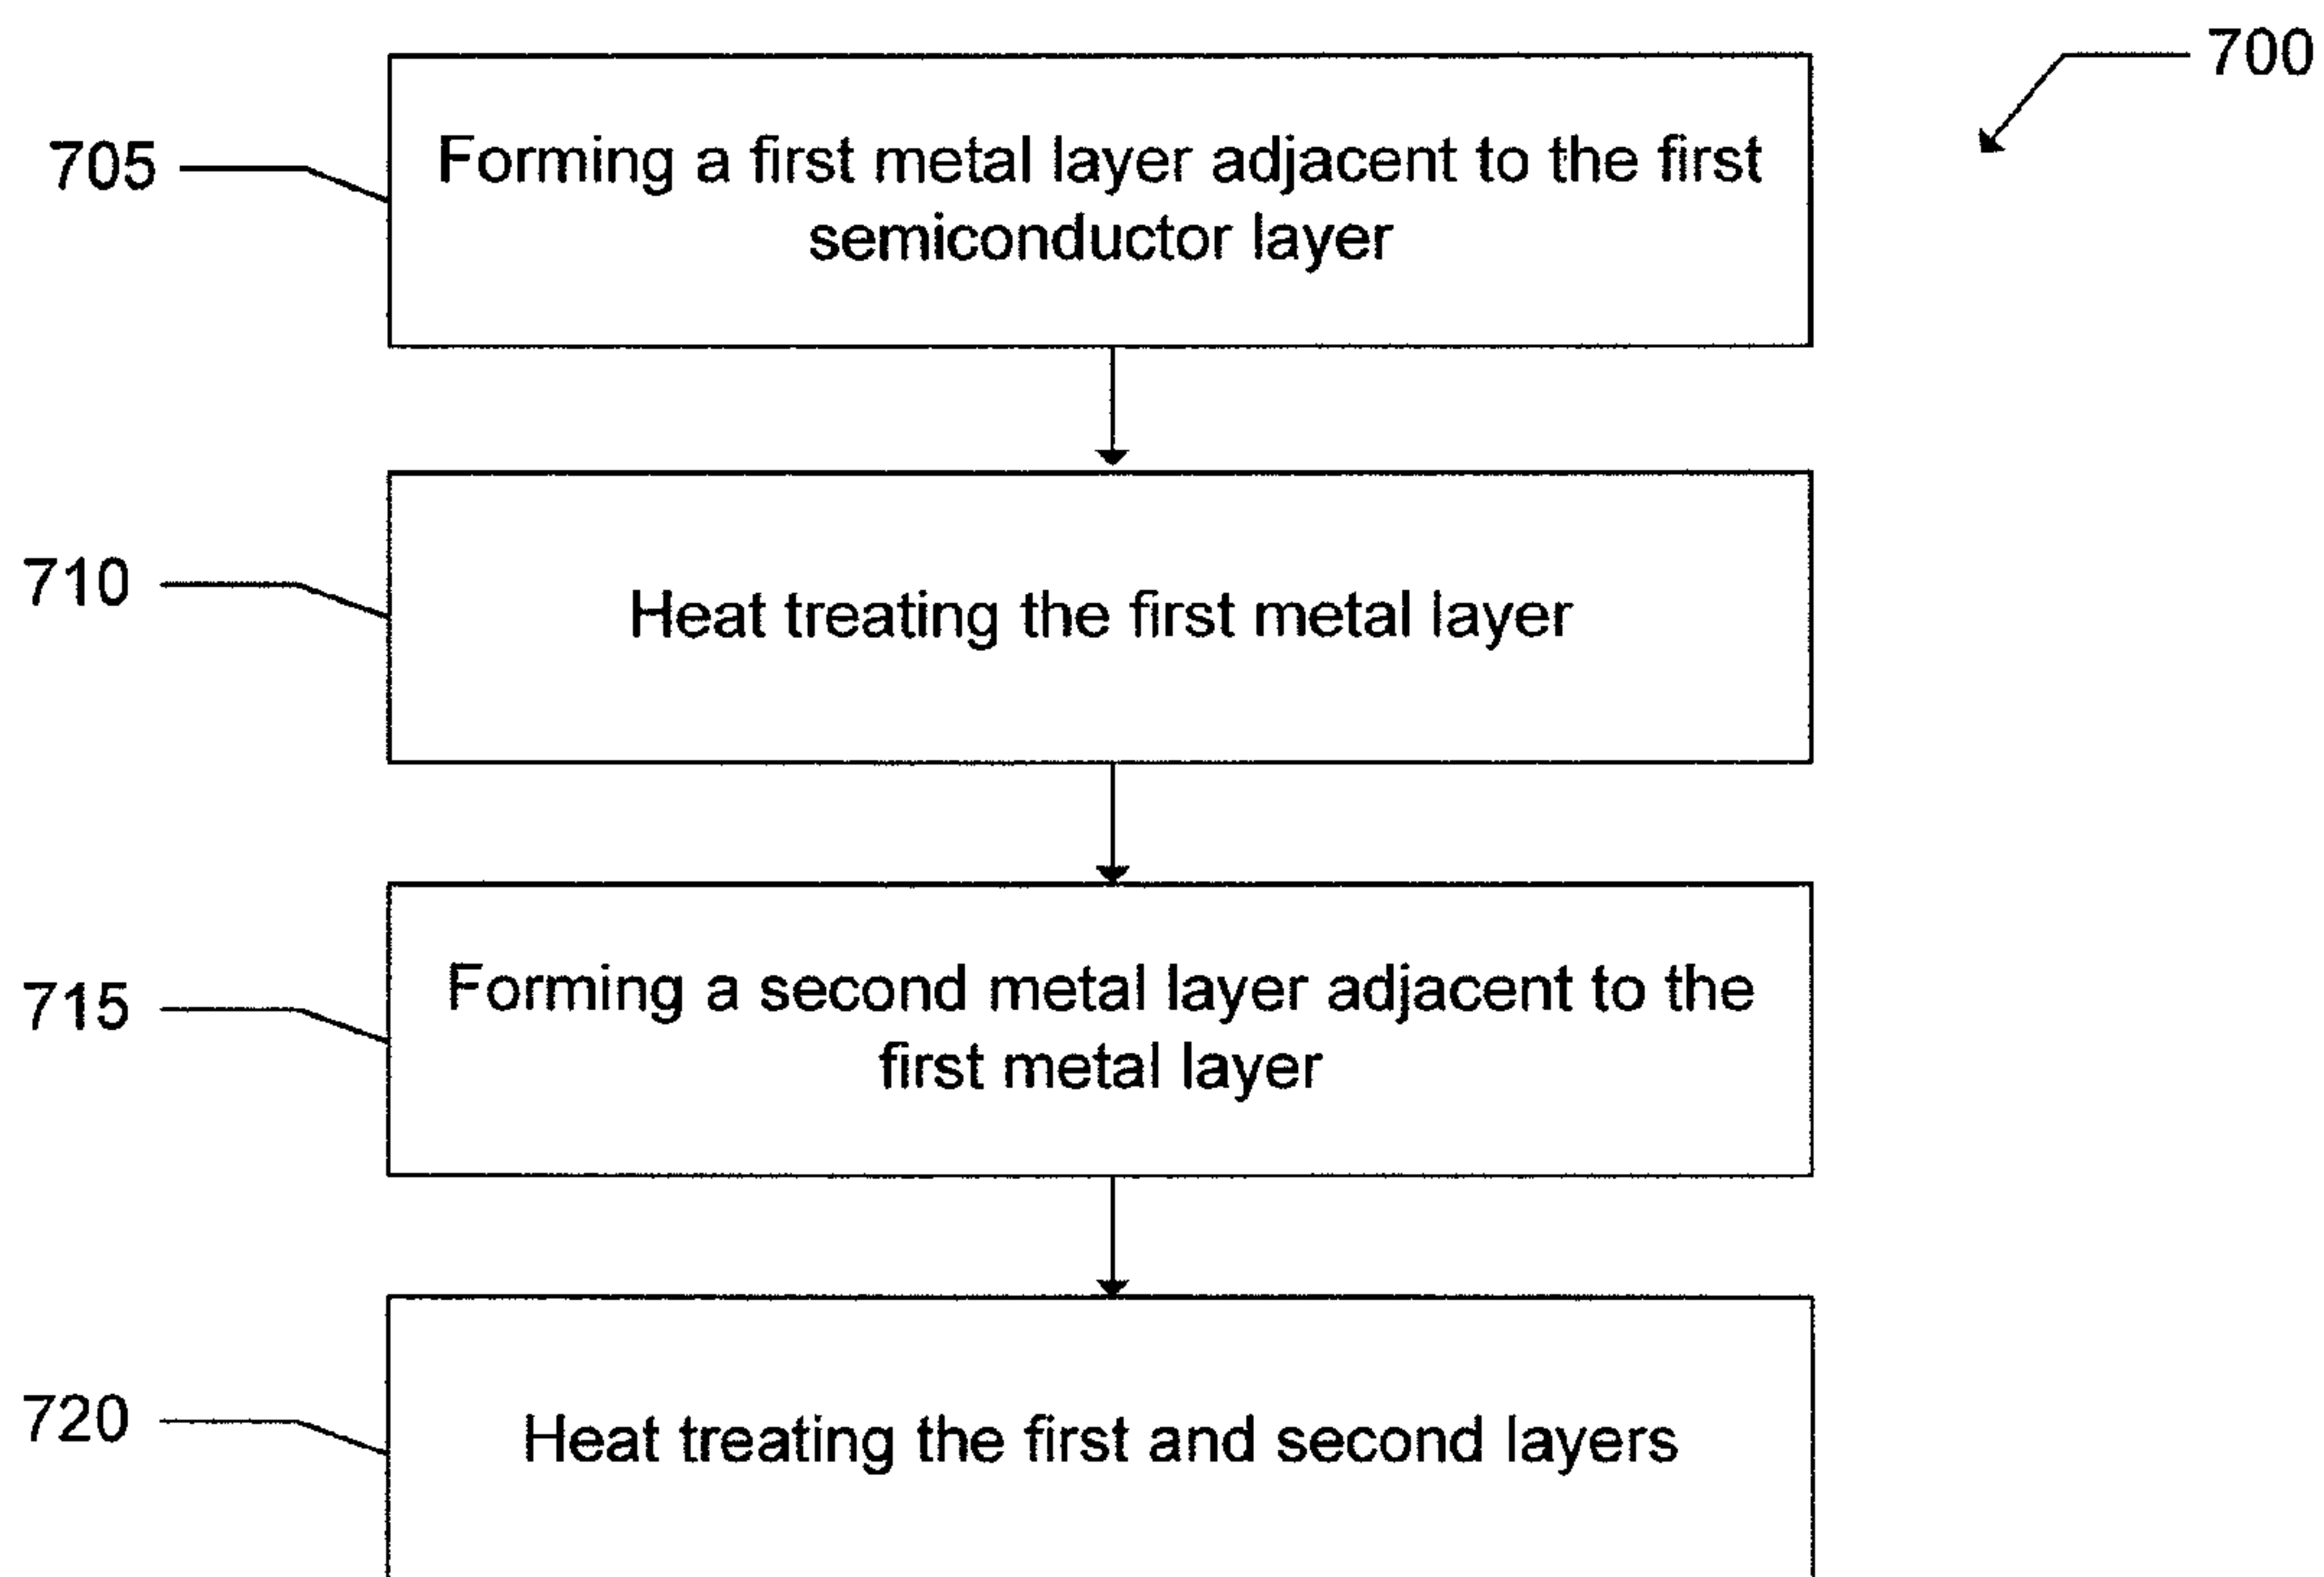 700
705
Forming a first metal layer adjacent to the first
semiconductor layer
710
Heat treating the first metal layer
715
Forming a second metal layer adjacent to the
first metal layer
720
Heat treating the first and second layers